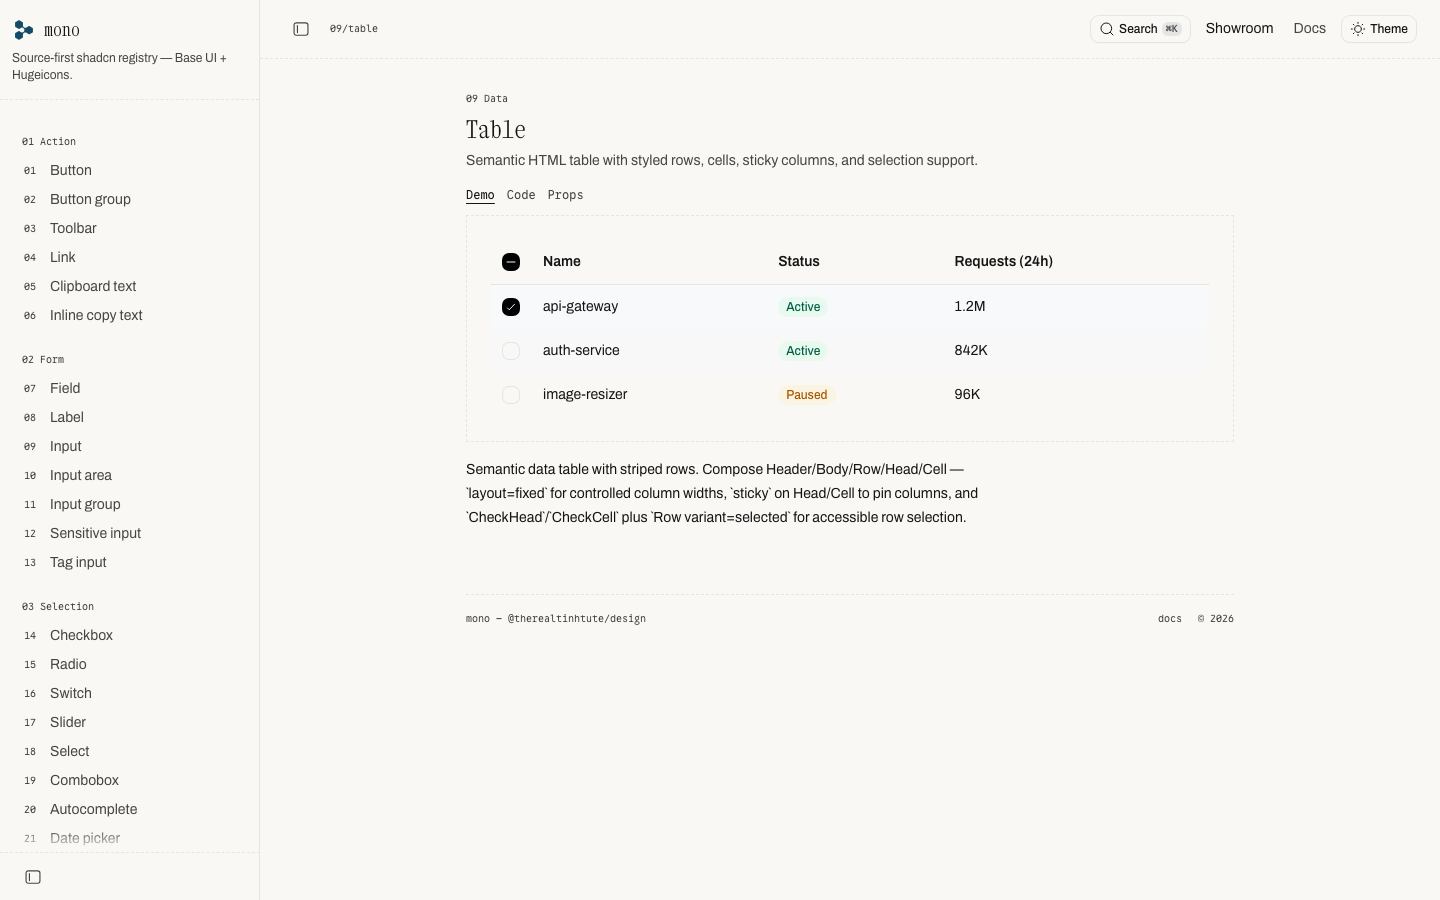 mono
Source-first shadcn registry — Base UI +
Hugeicons.
01 Action
01 Button
02 Button group
03 Toolbar
04 Link
05 Clipboard text
06 Inline copy text
02 Form
07 Field
08 Label
09 Input
10 Input area
11 Input group
12 Sensitive input
13 Tag input
03 Selection
14 Checkbox
15 Radio
16 Switch
17 Slider
18 Select
19 Combobox
20 Autocomplete
21 Date picker
09/table
Search ⌘K
Showroom
Docs
Theme
09 Data
Table
Semantic HTML table with styled rows, cells, sticky columns, and selection support.
Demo Code Props
Name Status Requests (24h)
api-gateway Active 1.2M
auth-service Active 842K
image-resizer Paused 96K
Semantic data table with striped rows. Compose Header/Body/Row/Head/Cell —
`layout=fixed` for controlled column widths, `sticky` on Head/Cell to pin columns, and
`CheckHead`/`CheckCell` plus `Row variant=selected` for accessible row selection.
mono — @therealtinhtute/design
docs © 2026